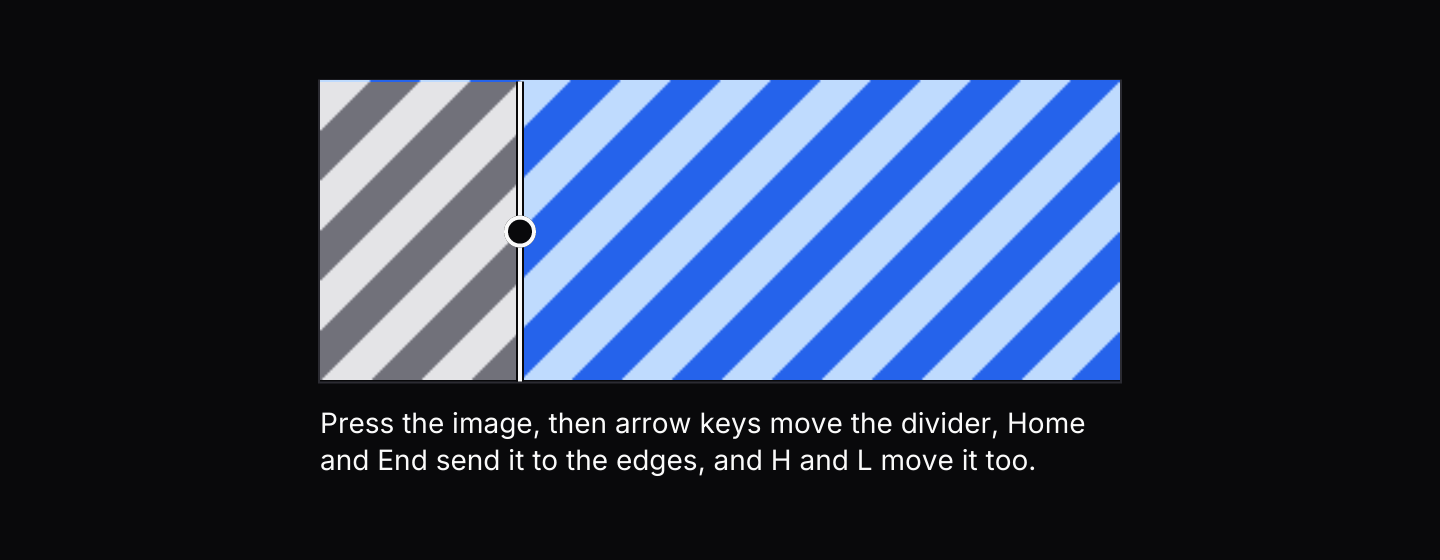 Press the image, then arrow keys move the divider, Home
and End send it to the edges, and H and L move it too.